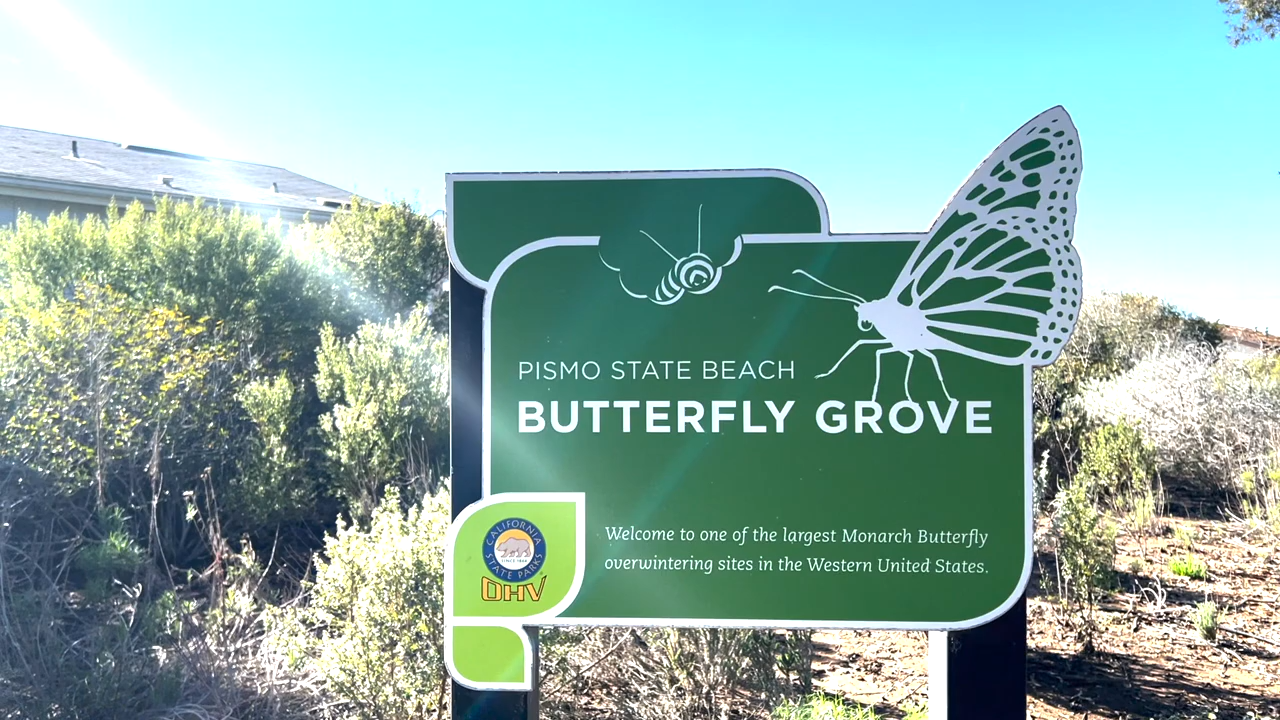 PISMO STATE BEACH
BUTTERFLY GROVE
Welcome to one of the largest Monarch Butterfly
overwintering sites in the Western United States.
CALIFORNIA
SINCE 1864
STATE PARKS
OHV